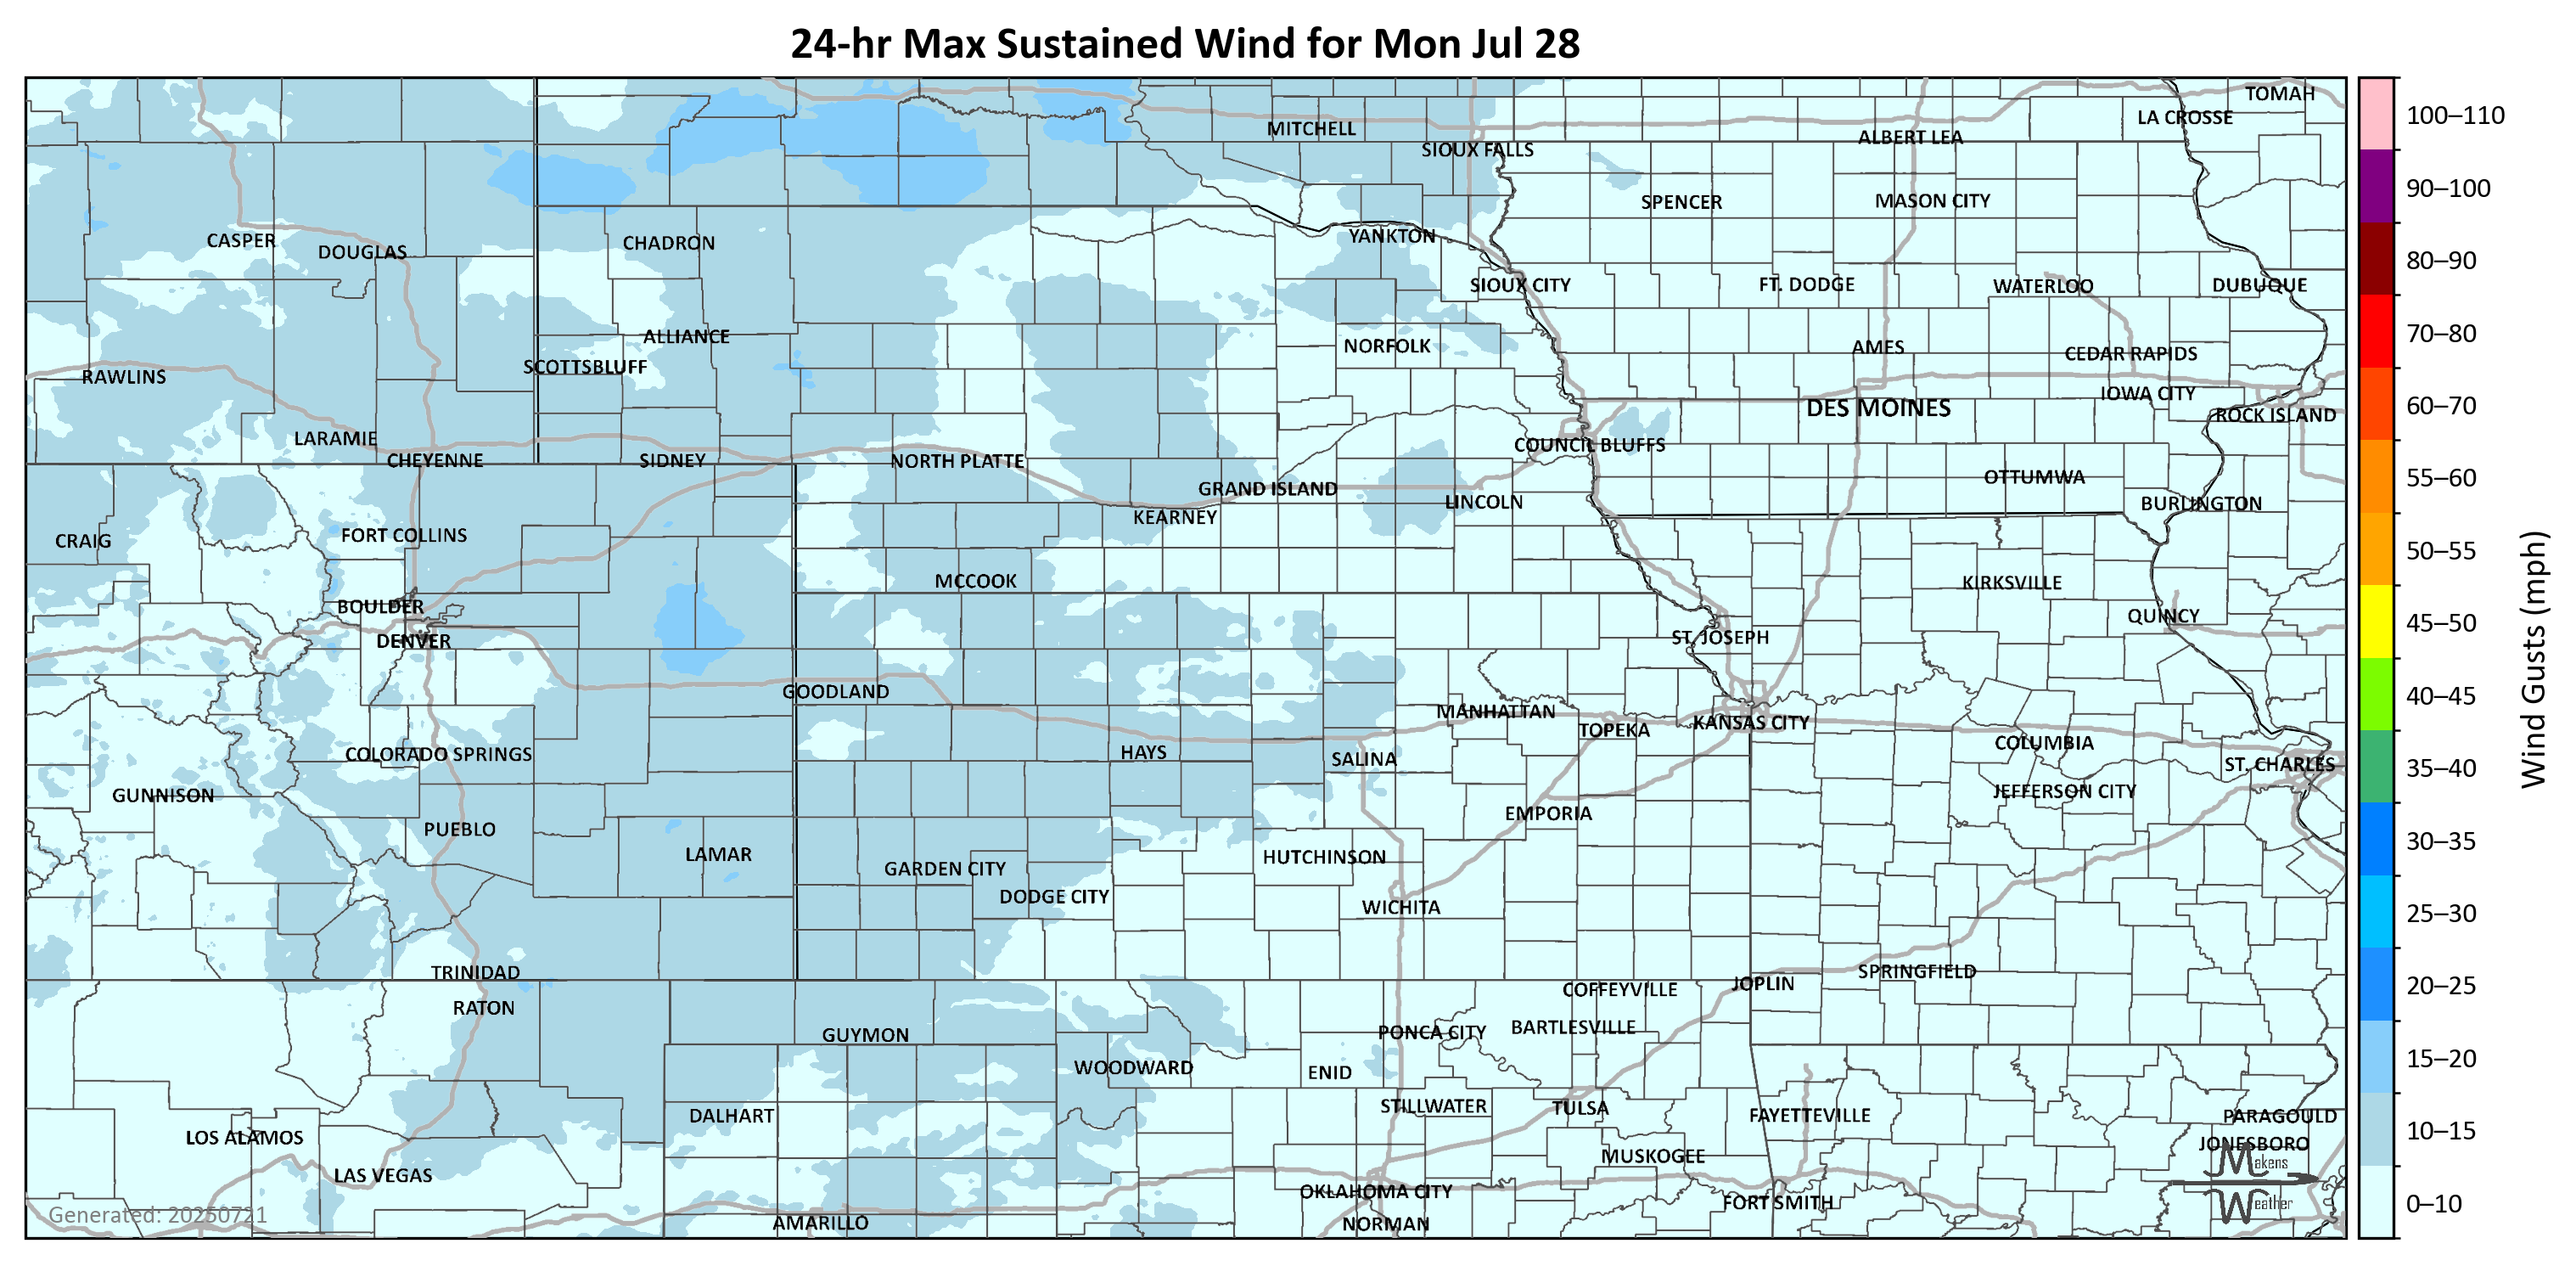 24-hr Max Sustained Wind for Mon Jul 28
TOMAH
LA CROSSE
MITCHELL
ALBERT LEA
SIOUX FALLS
SPENCER
MASON CITY
CASPER
DOUGLAS
CHADRON
YANKTON
SIOUX CITY
FT. DODGE
WATERLOO
DUBUQUE
ALLIANCE
NORFOLK
AMES
CEDAR RAPIDS
SCOTTSBLUFF
RAWLINS
IOWA CITY
DES MOINES
ROCK ISLAND
LARAMIE
COUNCIL BLUFFS
CHEYENNE
SIDNEY
NORTH PLATTE
OTTUMWA
GRAND ISLAND
LINCOLN
BURLINGTON
KEARNEY
FORT COLLINS
CRAIG
MCCOOK
KIRKSVILLE
BOULDER
QUINCY
DENVER
ST. JOSEPH
GOODLAND
MANHATTAN
TOPEKA
KANSAS CITY
COLUMBIA
COLORADO SPRINGS
HAYS
SALINA
ST. CHARLES
GUNNISON
JEFFERSON CITY
EMPORIA
PUEBLO
LAMAR
HUTCHINSON
GARDEN CITY
DODGE CITY
WICHITA
TRINIDAD
SPRINGFIELD
JOPLIN
COFFEYVILLE
RATON
GUYMON
PONCA CITY
BARTLESVILLE
WOODWARD
ENID
DALHART
STILLWATER
TULSA
FAYETTEVILLE
PARAGOULD
LOS ALAMOS
JONESBORO
MUSKOGEE
LAS VEGAS
OKLAHOMA CITY
FORT SMITH
AMARILLO
NORMAN
Generated: 20250721
Makens
Weather
100–110
90–100
80–90
70–80
60–70
55–60
50–55
45–50
40–45
35–40
30–35
25–30
20–25
15–20
10–15
0–10
Wind Gusts (mph)